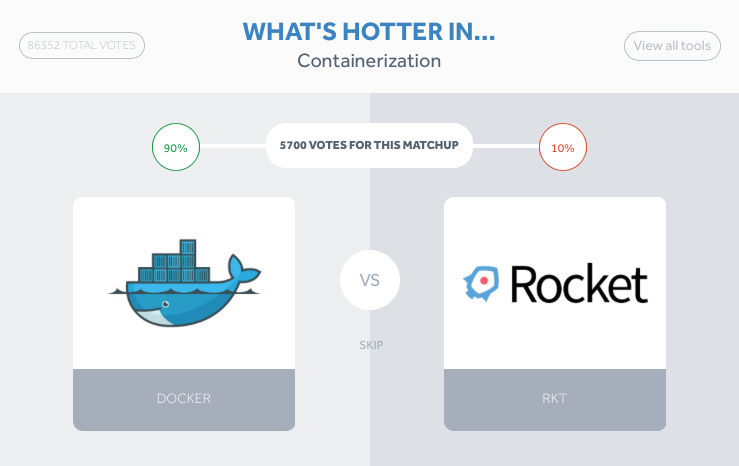 86352 TOTAL VOTES
WHAT'S HOTTER IN...
Containerization
View all tools
90%
5700 VOTES FOR THIS MATCHUP
10%
VS
Rocket
SKIP
DOCKER
RKT